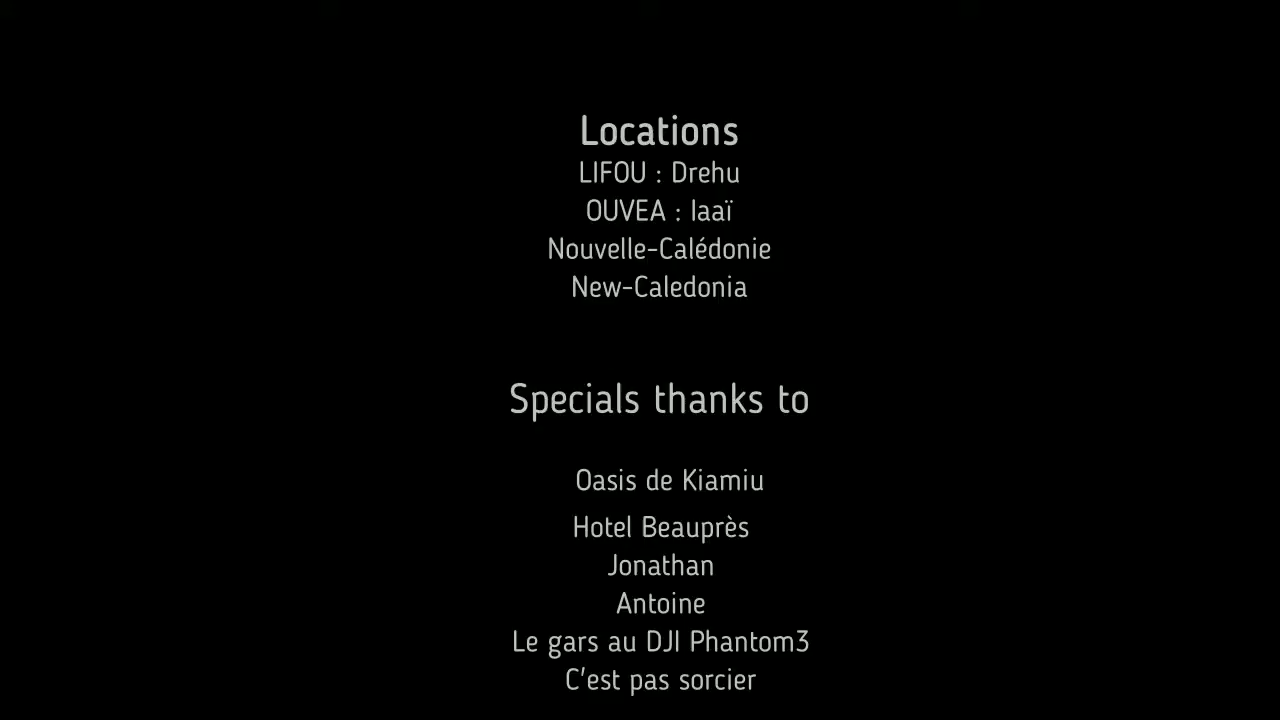 Locations
LIFOU : Drehu
OUVEA : Iaaï
Nouvelle-Calédonie
New-Caledonia
Specials thanks to
Oasis de Kiamiu
Hotel Beauprès
Jonathan
Antoine
Le gars au DJI Phantom3
C'est pas sorcier